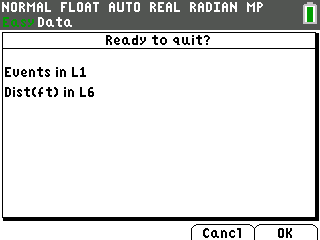 NORMAL FLOAT AUTO REAL RADIAN MP
EasyData
Ready to quit?
Events in L1
Dist(ft) in L6
Cancl OK